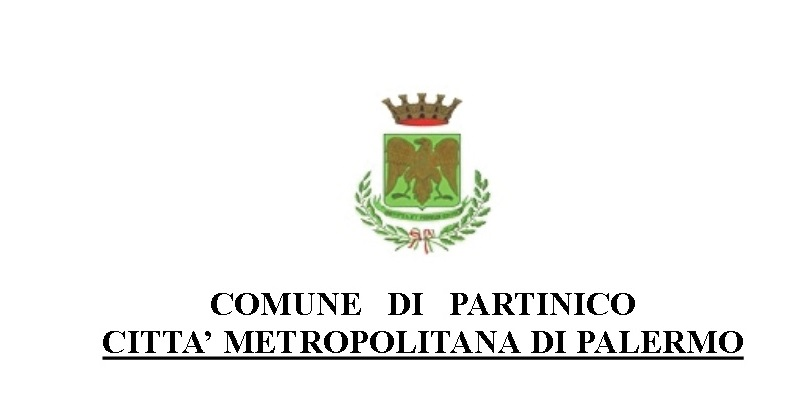 COMUNE DI PARTINICO
CITTA’ METROPOLITANA DI PALERMO